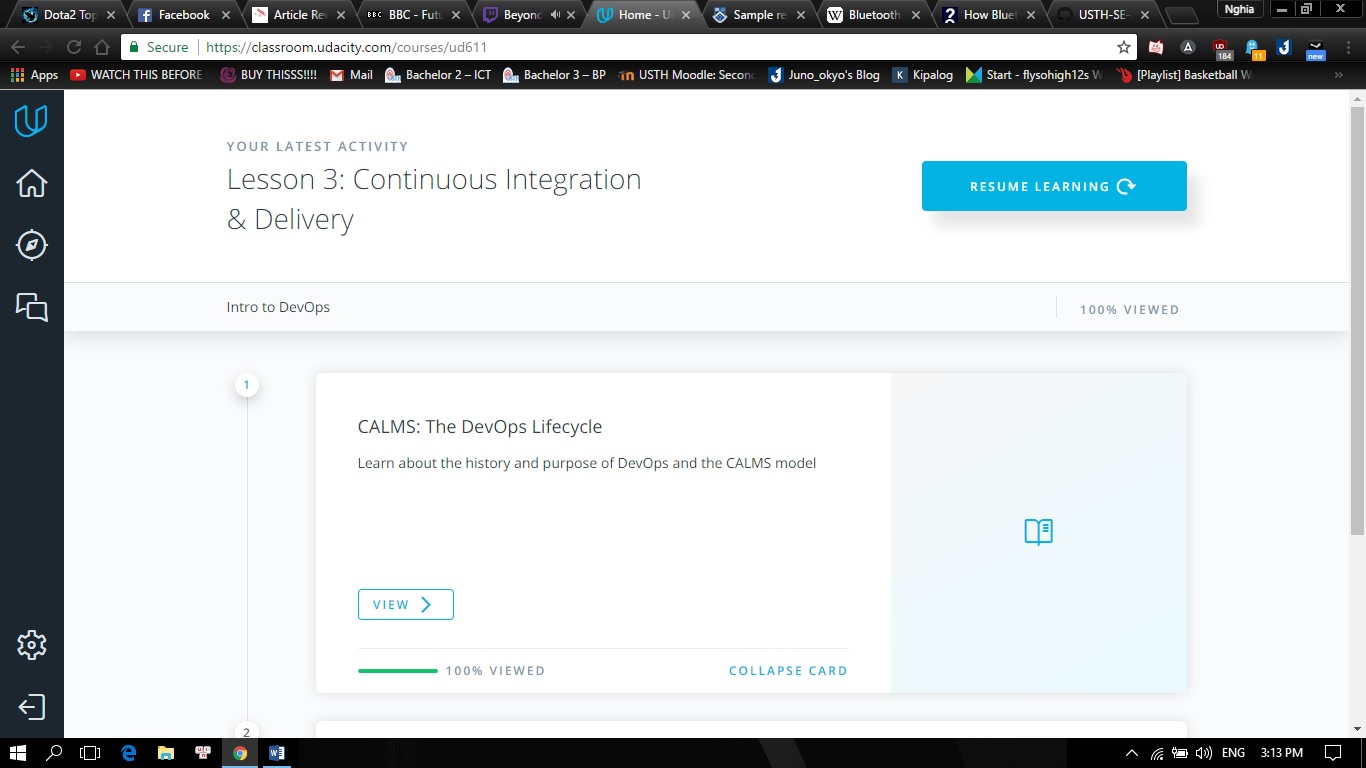 Dota2 Top
Facebook
Article Re
BBC - Futu
Beyond
Home - U
Sample re
Bluetooth
How Bluet
USTH-SE-
Nghia
Secure
https://classroom.udacity.com/courses/ud611
184
11
new
Apps
WATCH THIS BEFORE
BUY THISSS!!!!
Mail
Bachelor 2 – ICT
Bachelor 3 – BP
USTH Moodle: Second
Juno_okyo's Blog
Kipalog
Start - flysohigh12s W
[Playlist] Basketball W
YOUR LATEST ACTIVITY
Lesson 3: Continuous Integration
& Delivery
RESUME LEARNING
Intro to DevOps
100% VIEWED
1
CALMS: The DevOps Lifecycle
Learn about the history and purpose of DevOps and the CALMS model
VIEW
100% VIEWED
COLLAPSE CARD
2
ENG
3:13 PM